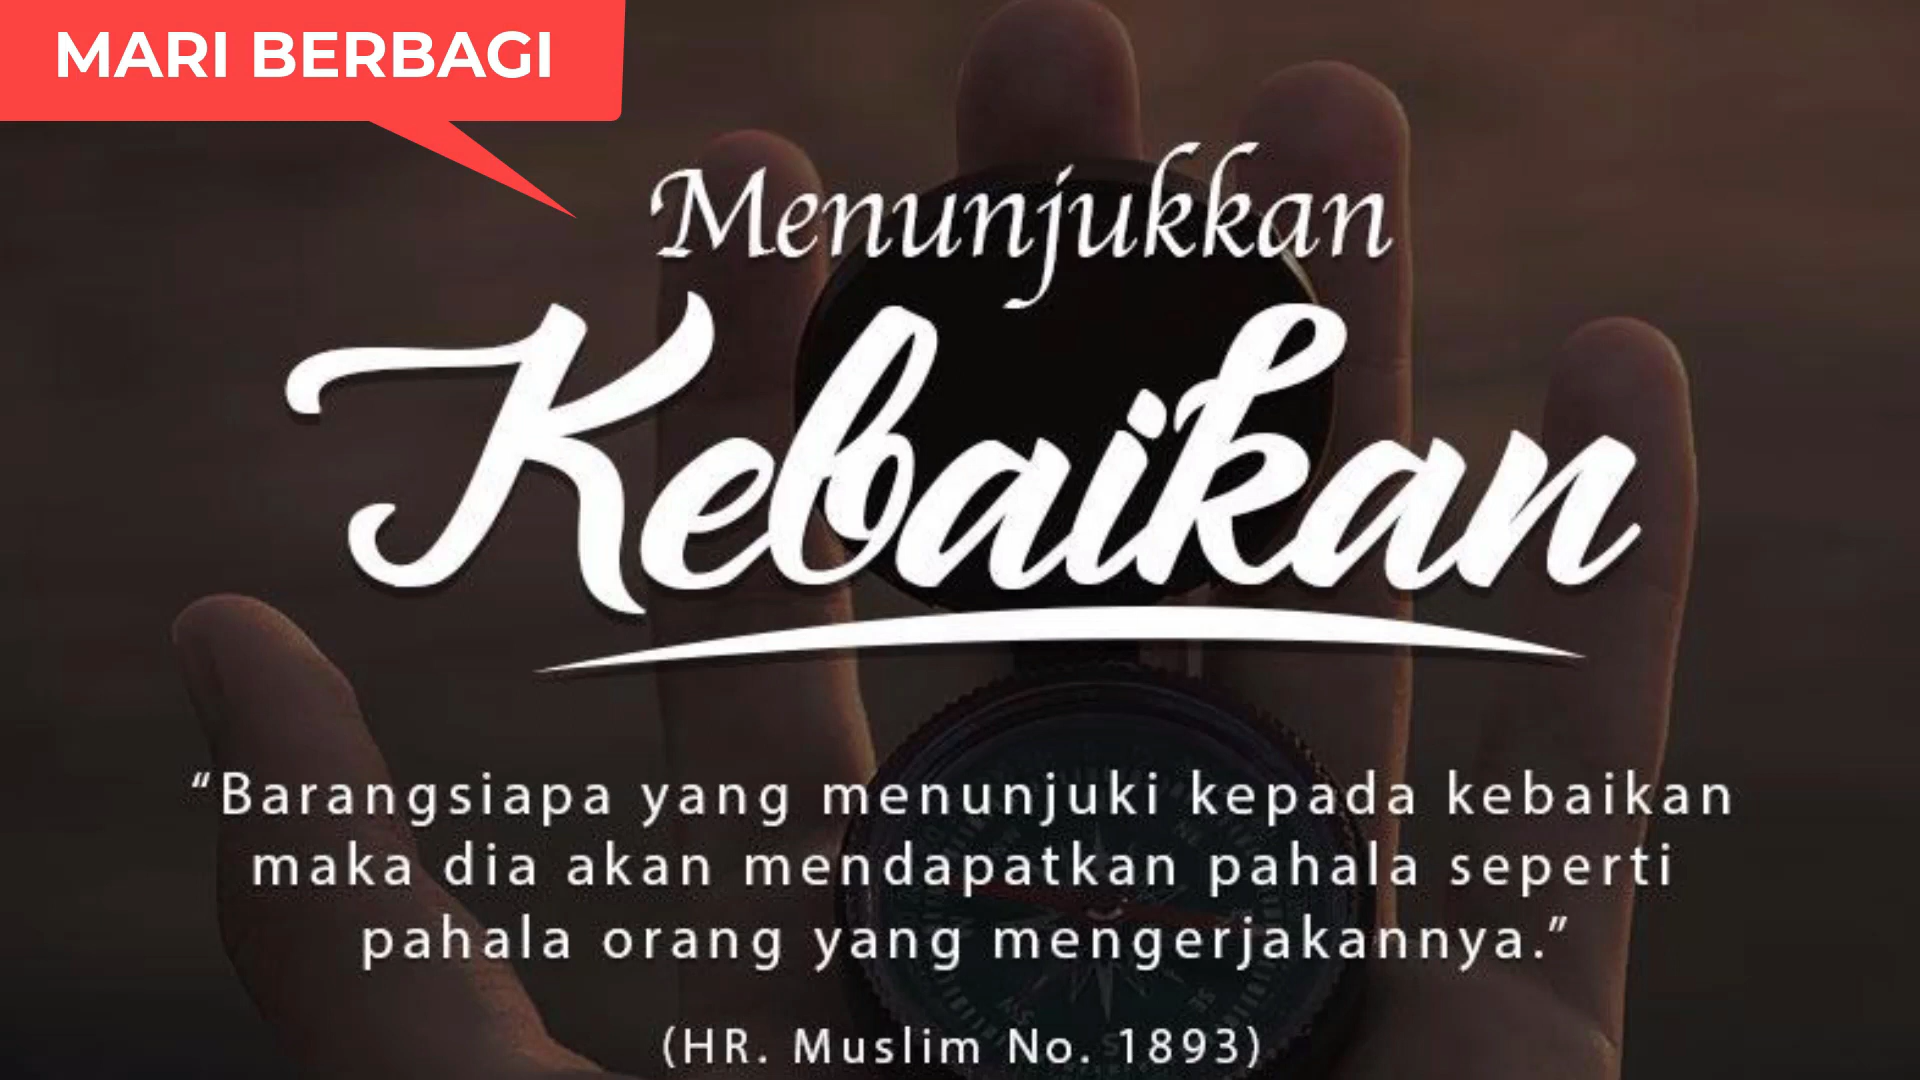 MARI BERBAGI
Menunjukkan
Kebaikan
“Barangsiapa yang menunjuki kepada kebaikan
maka dia akan mendapatkan pahala seperti
pahala orang yang mengerjakannya.”
(HR. Muslim No. 1893)